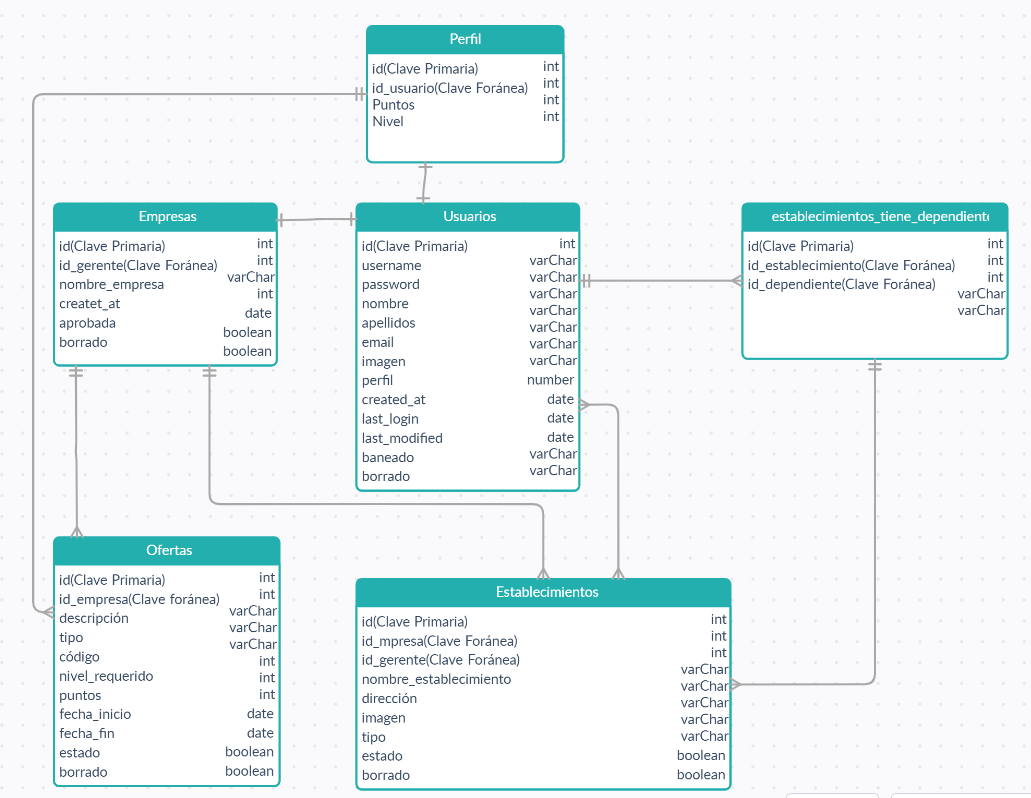 Perfil
id(Clave Primaria) int
id_usuario(Clave Foránea) int
Puntos int
Nivel int
Empresas
id(Clave Primaria) int
id_gerente(Clave Foránea) int
nombre_empresa varChar
createt_at int
aprobada date
borrado boolean
boolean
Usuarios
id(Clave Primaria) int
username varChar
password varChar
nombre varChar
apellidos varChar
email varChar
imagen varChar
perfil varChar
created_at number
last_login date
last_modified date
baneado date
borrado varChar
varChar
establecimientos_tiene_dependient
id(Clave Primaria) int
id_establecimiento(Clave Foránea) int
id_dependiente(Clave Foránea) int
varChar
varChar
Ofertas
id(Clave Primaria) int
id_empresa(Clave foránea) int
descripción varChar
tipo varChar
código varChar
nivel_requerido int
puntos int
fecha_inicio int
fecha_fin date
estado date
borrado boolean
boolean
Establecimientos
id(Clave Primaria) int
id_mpresa(Clave Foránea) int
id_gerente(Clave Foránea) int
nombre_establecimiento varChar
dirección varChar
imagen varChar
tipo varChar
estado varChar
borrado boolean
boolean